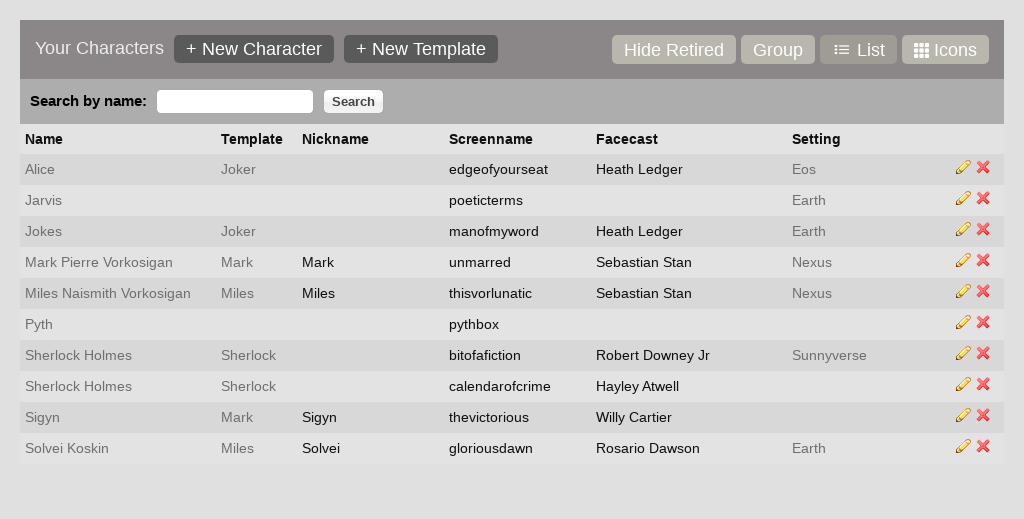 Your Characters + New Character + New Template Hide Retired Group List Icons
Search by name: Search
Name Template Nickname Screenname Facecast Setting
Alice Joker edgeofyourseat Heath Ledger Eos
Jarvis poeticterms Earth
Jokes Joker manofmyword Heath Ledger Earth
Mark Pierre Vorkosigan Mark Mark unmarred Sebastian Stan Nexus
Miles Naismith Vorkosigan Miles Miles thisvorlunatic Sebastian Stan Nexus
Pyth pythbox
Sherlock Holmes Sherlock bitofafiction Robert Downey Jr Sunnyverse
Sherlock Holmes Sherlock calendarofcrime Hayley Atwell
Sigyn Mark Sigyn thevictorious Willy Cartier
Solvei Koskin Miles Solvei gloriousdawn Rosario Dawson Earth